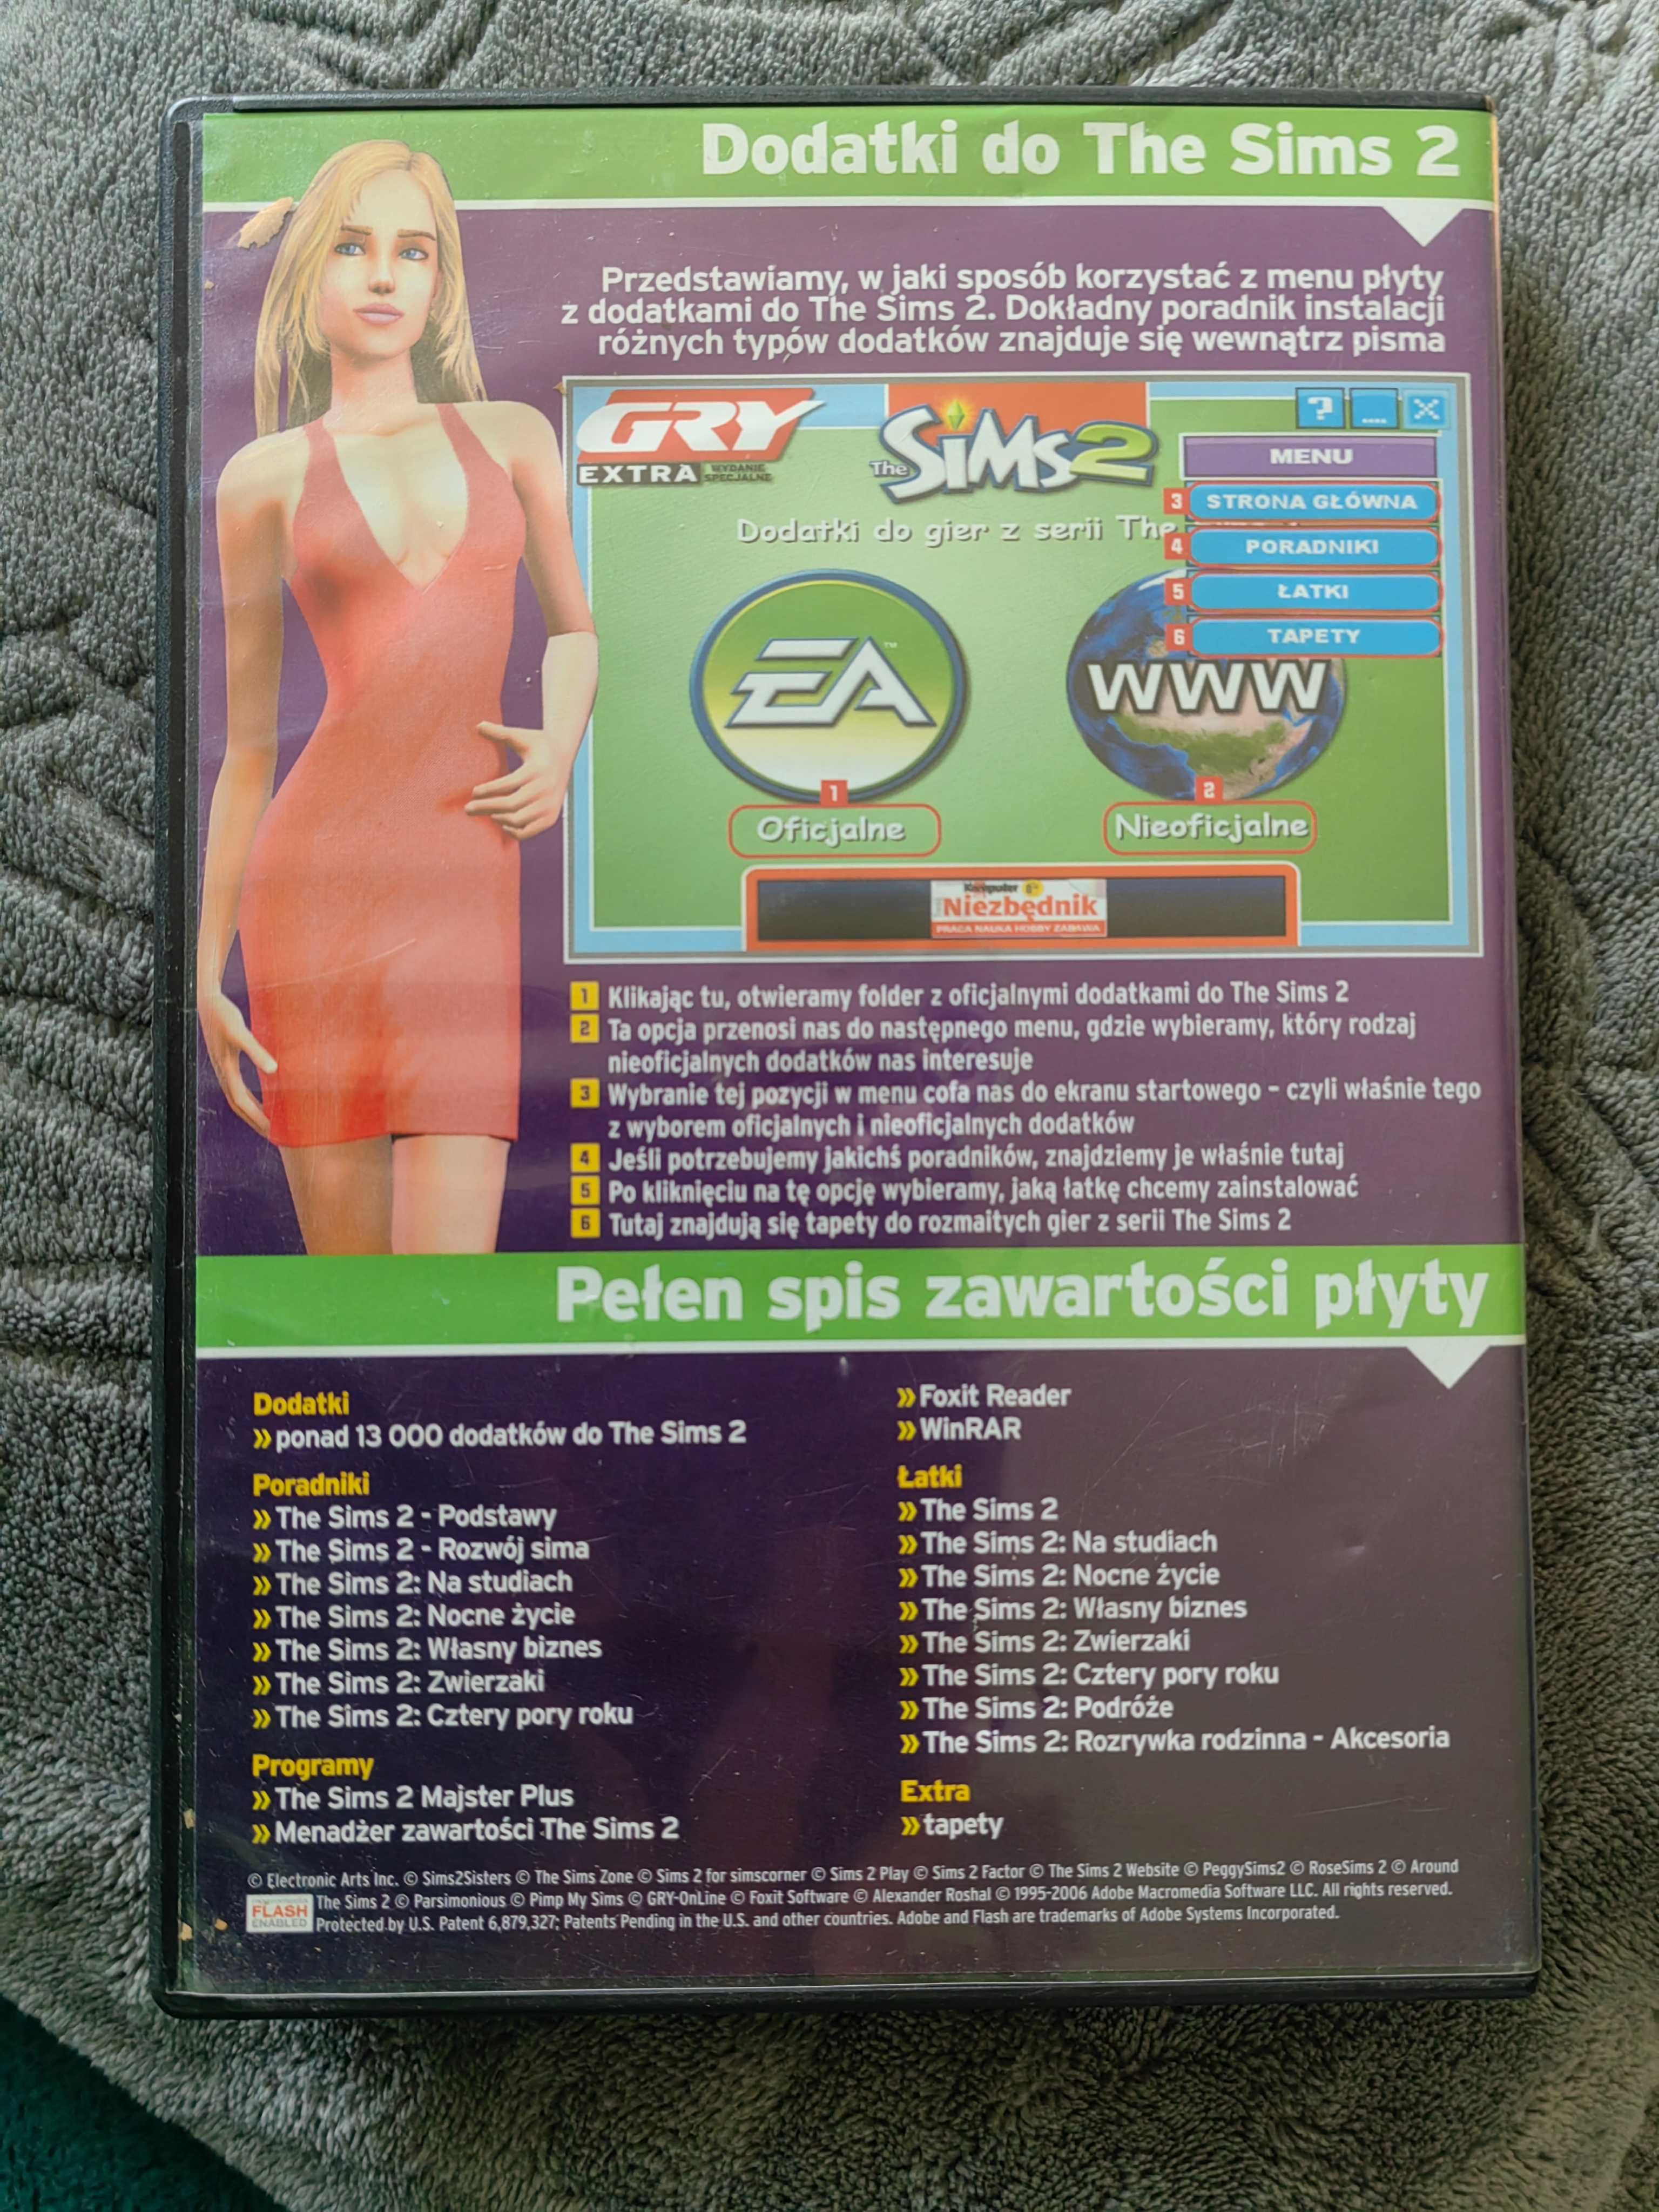 Dodatki do The Sims 2
Przedstawiamy, w jaki sposób korzystać z menu płyty
z dodatkami do The Sims 2. Dokładny poradnik instalacji
różnych typów dodatków znajduje się wewnątrz pisma
GRY
EXTRA WYDANIE
SPECJALNE
The SiMS 2
?
MENU
3 STRONA GŁÓWNA
Dodatki do gier z serii The
4 PORADNIKI
5 ŁATKI
6 TAPETY
EA™
WWW
1
2
Oficjalne
Nieoficjalne
Komputer
Niezbędnik
PRACA NAUKA HOBBY ZABAWA
1 Klikając tu, otwieramy folder z oficjalnymi dodatkami do The Sims 2
2 Ta opcja przenosi nas do następnego menu, gdzie wybieramy, który rodzaj
nieoficjalnych dodatków nas interesuje
3 Wybranie tej pozycji w menu cofa nas do ekranu startowego – czyli właśnie tego
z wyborem oficjalnych i nieoficjalnych dodatków
4 Jeśli potrzebujemy jakichś poradników, znajdziemy je właśnie tutaj
5 Po kliknięciu na tę opcję wybieramy, jaką łatkę chcemy zainstalować
6 Tutaj znajdują się tapety do rozmaitych gier z serii The Sims 2
Pełen spis zawartości płyty
Dodatki
» ponad 13 000 dodatków do The Sims 2
Poradniki
» The Sims 2 - Podstawy
» The Sims 2 - Rozwój sima
» The Sims 2: Na studiach
» The Sims 2: Nocne życie
» The Sims 2: Własny biznes
» The Sims 2: Zwierzaki
» The Sims 2: Cztery pory roku
Programy
» The Sims 2 Majster Plus
» Menadżer zawartości The Sims 2
» Foxit Reader
» WinRAR
Łatki
» The Sims 2
» The Sims 2: Na studiach
» The Sims 2: Nocne życie
» The Sims 2: Własny biznes
» The Sims 2: Zwierzaki
» The Sims 2: Cztery pory roku
» The Sims 2: Podróże
» The Sims 2: Rozrywka rodzinna - Akcesoria
Extra
» tapety
© Electronic Arts Inc. © Sims2Sisters © The Sims Zone © Sims 2 for simscorner © Sims 2 Play © Sims 2 Factor © The Sims 2 Website © PeggySims2 © RoseSims 2 © Around
The Sims 2 © Parsimonious © Pimp My Sims © GRY-OnLine © Foxit Software © Alexander Roshal © 1995-2006 Adobe Macromedia Software LLC. All rights reserved.
Protected by U.S. Patent 6,879,327; Patents Pending in the U.S. and other countries. Adobe and Flash are trademarks of Adobe Systems Incorporated.
FLASH
ENABLED